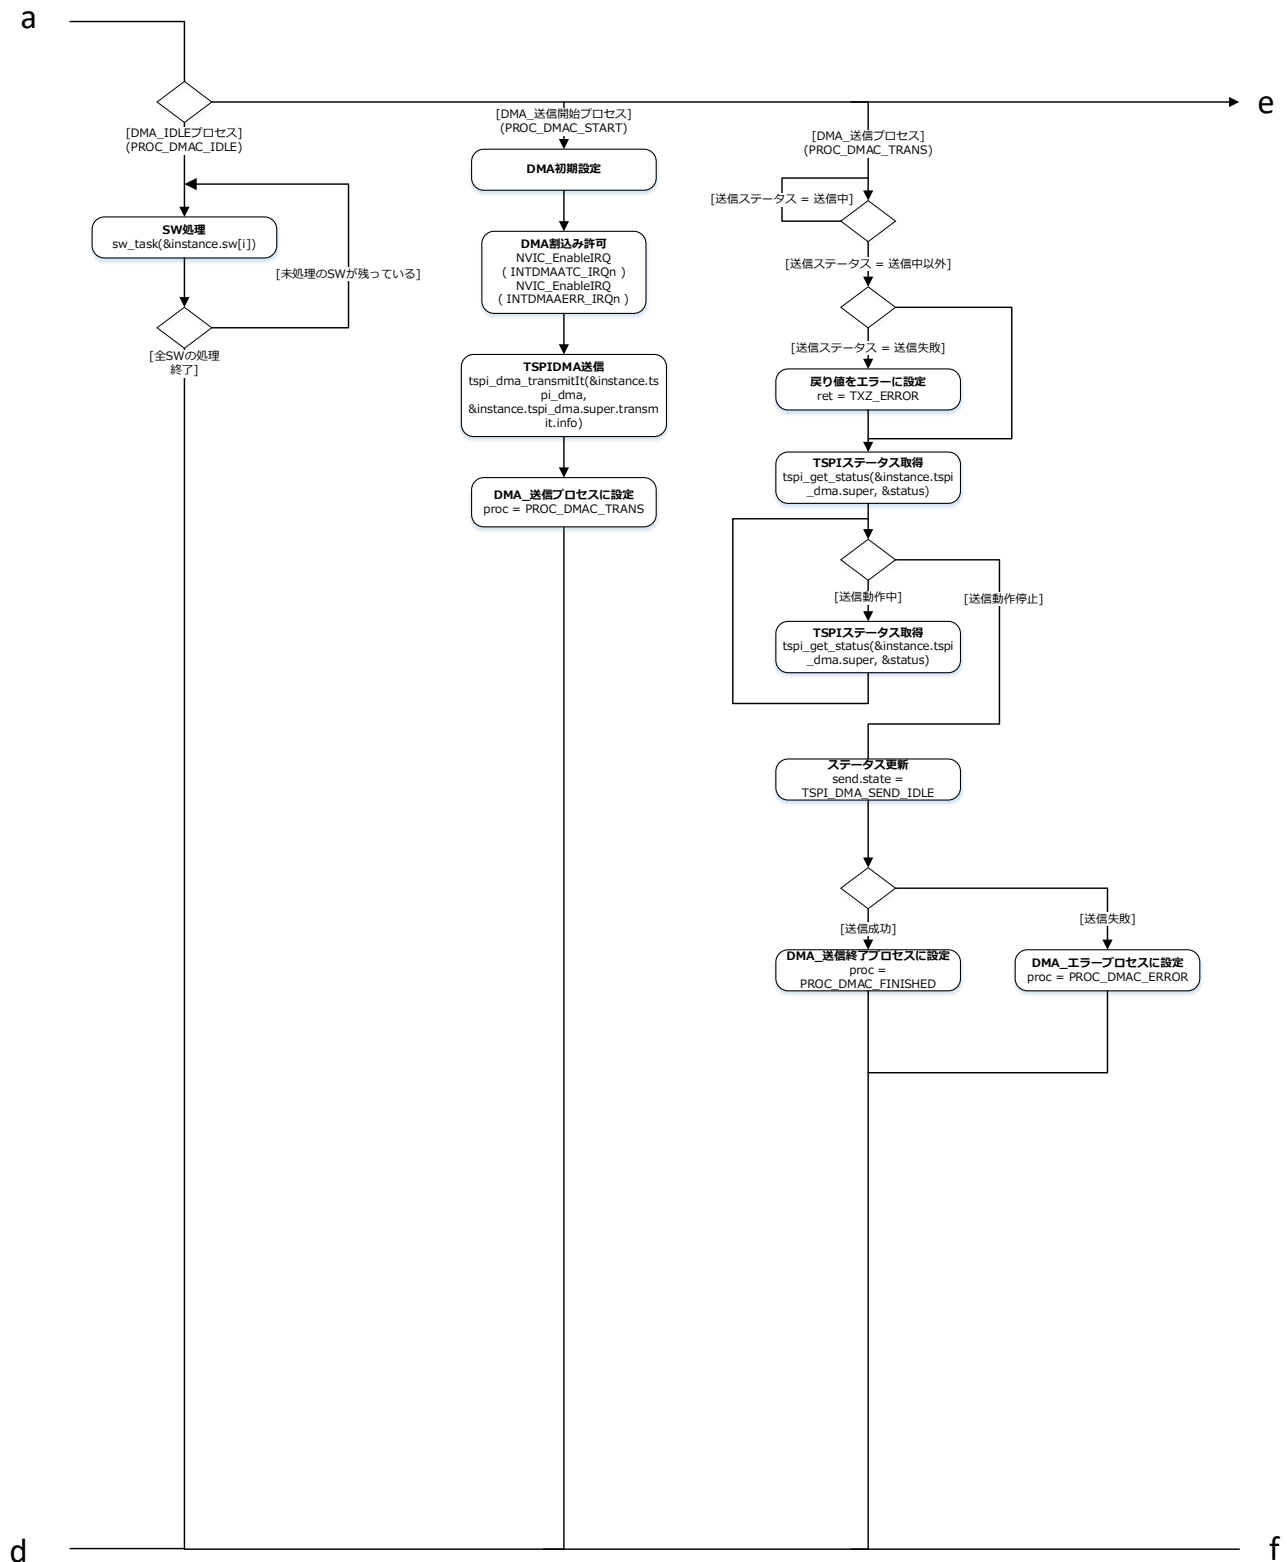 a
e
[DMA_IDLEプロセス]
(PROC_DMAC_IDLE)
SW処理
sw_task(&instance.sw[i])
[未処理のSWが残っている]
[全SWの処理
終了]
[DMA_送信開始プロセス]
(PROC_DMAC_START)
DMA初期設定
DMA割込み許可
NVIC_EnableIRQ
( INTDMAATC_IRQn )
NVIC_EnableIRQ
( INTDMAAERR_IRQn )
TSPIDMA送信
tspi_dma_transmitIt(&instance.ts
pi_dma,
&instance.tspi_dma.super.transm
it.info)
DMA_送信プロセスに設定
proc = PROC_DMAC_TRANS
[DMA_送信プロセス]
(PROC_DMAC_TRANS)
[送信ステータス = 送信中]
[送信ステータス = 送信中以外]
[送信ステータス = 送信失敗]
戻り値をエラーに設定
ret = TXZ_ERROR
TSPIステータス取得
tspi_get_status(&instance.tspi
_dma.super, &status)
[送信動作中]
[送信動作停止]
TSPIステータス取得
tspi_get_status(&instance.tspi
_dma.super, &status)
ステータス更新
send.state =
TSPI_DMA_SEND_IDLE
[送信成功]
[送信失敗]
DMA_送信終了プロセスに設定
proc =
PROC_DMAC_FINISHED
DMA_エラープロセスに設定
proc = PROC_DMAC_ERROR
d
f